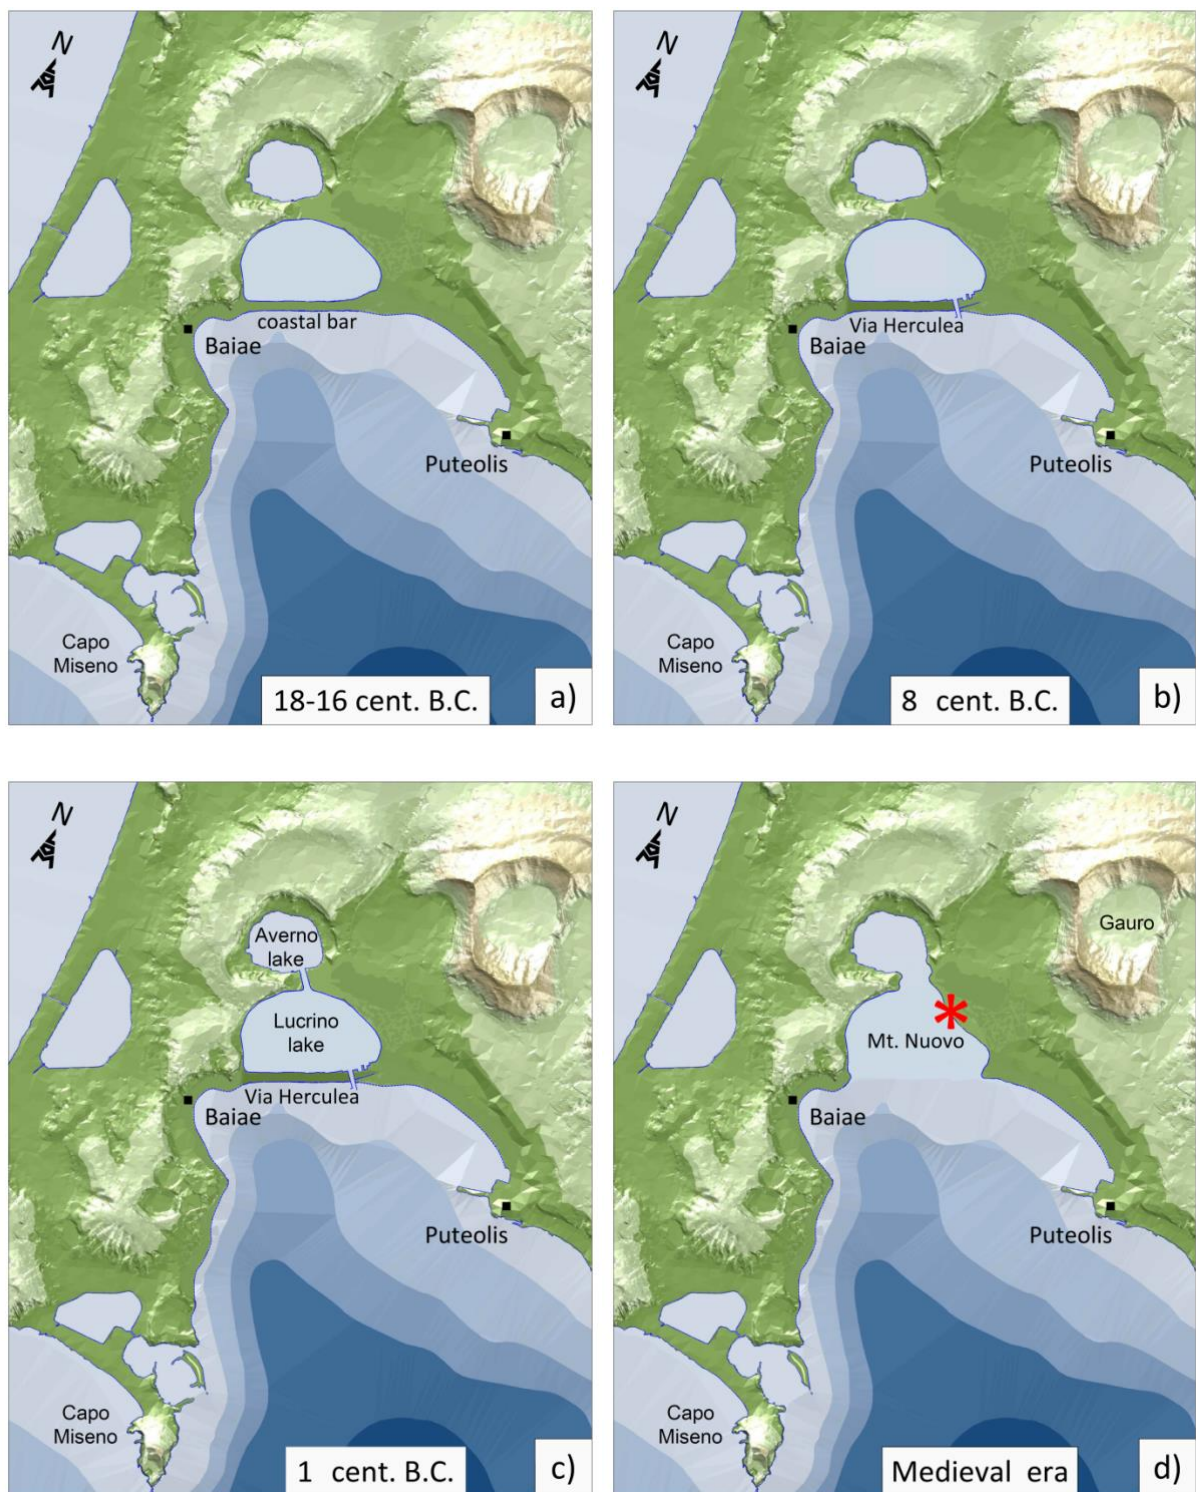 N
coastal bar
Baiae
Puteolis
Capo
Miseno
18-16 cent. B.C.
a)
N
Via Herculea
Baiae
Puteolis
Capo
Miseno
8 cent. B.C.
b)
N
Averno
lake
Lucrino
lake
Via Herculea
Baiae
Puteolis
Capo
Miseno
1 cent. B.C.
c)
N
Gauro
*
Mt. Nuovo
Baiae
Puteolis
Capo
Miseno
Medieval era
d)